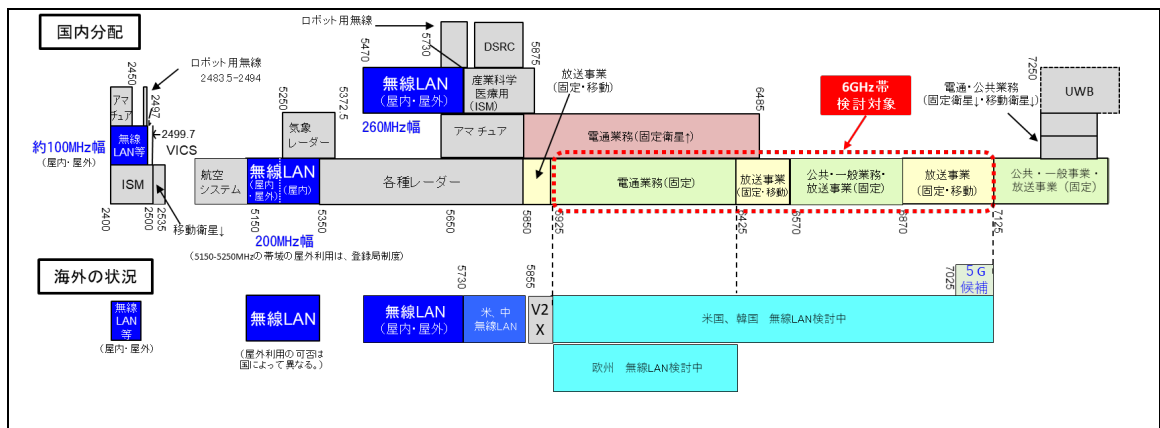 国内分配
ロボット用無線
2483.5-2494
2450
2497
2499.7
VICS
アマ
チュア
無線
LAN等
約100MHz幅
(屋内・屋外)
ISM
2400
2500
2535
移動衛星↓
航空
システム
5250
気象
レーダー
5372.5
無線LAN
(屋内
・屋外)
(屋内)
5150
5350
200MHz幅
(5150-5250MHzの帯域の屋外利用は、登録局制度)
各種レーダー
5470
無線LAN
(屋内・屋外)
260MHz幅
ロボット用無線
5730
DSRC
5875
産業科学
医療用
(ISM)
アマチュア
5650
5850
放送事業
(固定・移動)
電通業務(固定衛星↑)
6485
6GHz帯
検討対象
電通業務(固定)
放送事業
(固定・移動)
公共・一般業務・
放送事業(固定)
放送事業
(固定・移動)
5925
6425
6570
6870
7125
電通・公共業務
(固定衛星↓・移動衛星↓)
7250
UWB
公共・一般事業・
放送事業(固定)
海外の状況
無線
LAN
等
(屋内・屋外)
無線LAN
(屋外利用の可否は
国によって異なる。)
5730
無線LAN
(屋内・屋外)
米、中
無線LAN
5855
V2
X
米国、韓国 無線LAN検討中
7025
5G
候補
欧州 無線LAN検討中